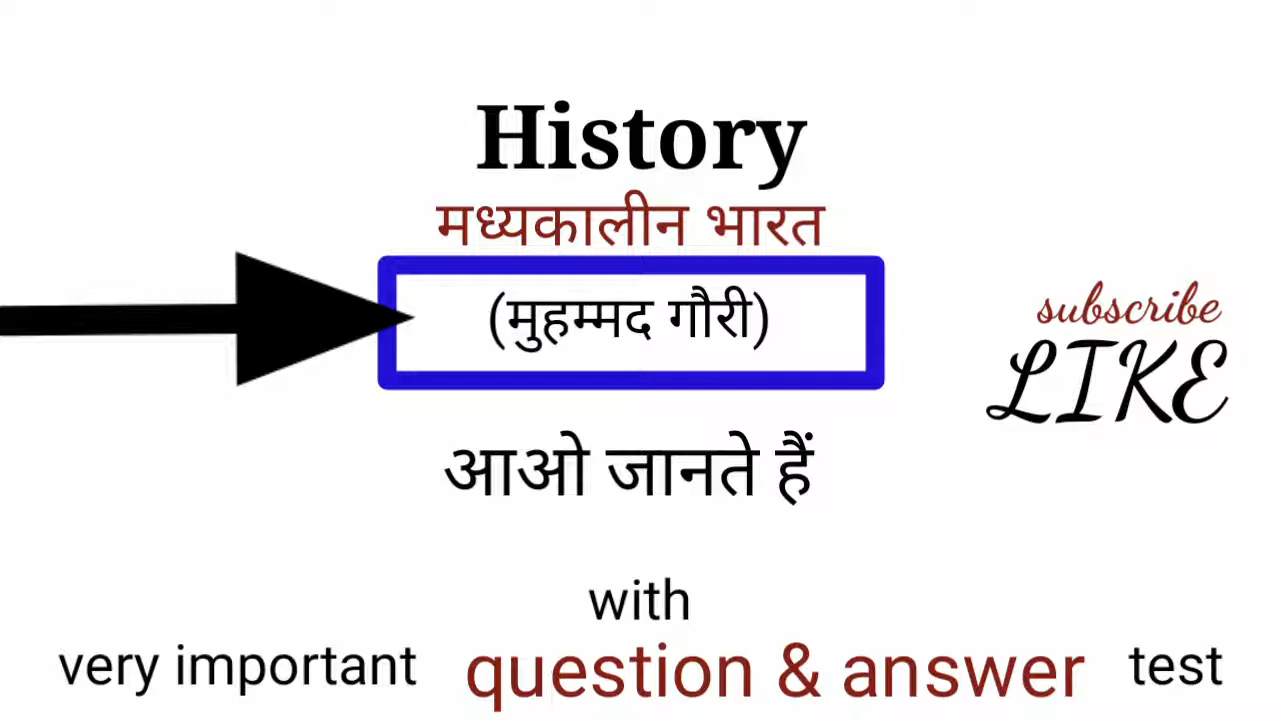 History
मध्यकालीन भारत
(मुहम्मद गौरी)
subscribe
LIKE
आओ जानते हैं
with
very important question & answer test